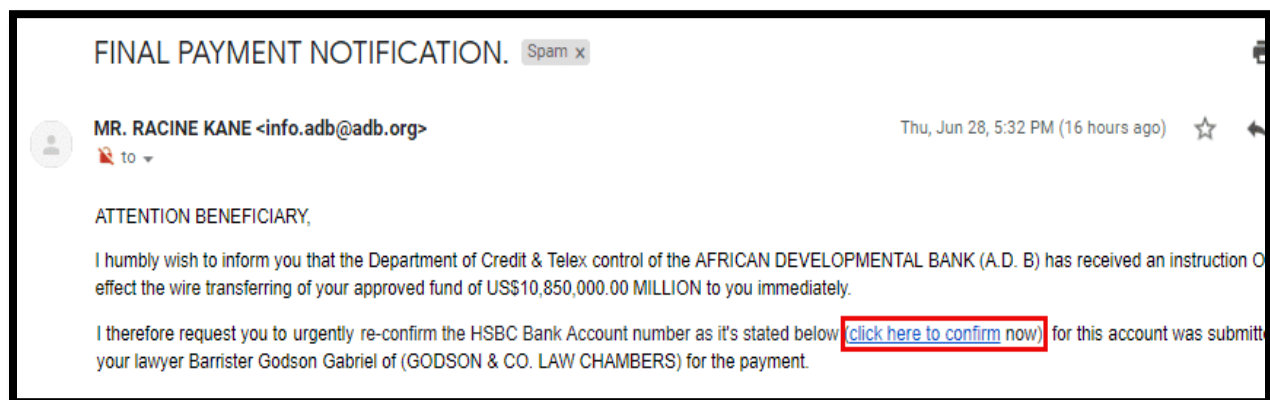 FINAL PAYMENT NOTIFICATION. Spam x
MR. RACINE KANE <info.adb@adb.org> Thu, Jun 28, 5:32 PM (16 hours ago)
to
ATTENTION BENEFICIARY,
I humbly wish to inform you that the Department of Credit & Telex control of the AFRICAN DEVELOPMENTAL BANK (A.D. B) has received an instruction
effect the wire transferring of your approved fund of US$10,850,000.00 MILLION to you immediately.
I therefore request you to urgently re-confirm the HSBC Bank Account number as it's stated below (click here to confirm now) for this account was
your lawyer Barrister Godson Gabriel of (GODSON & CO. LAW CHAMBERS) for the payment.